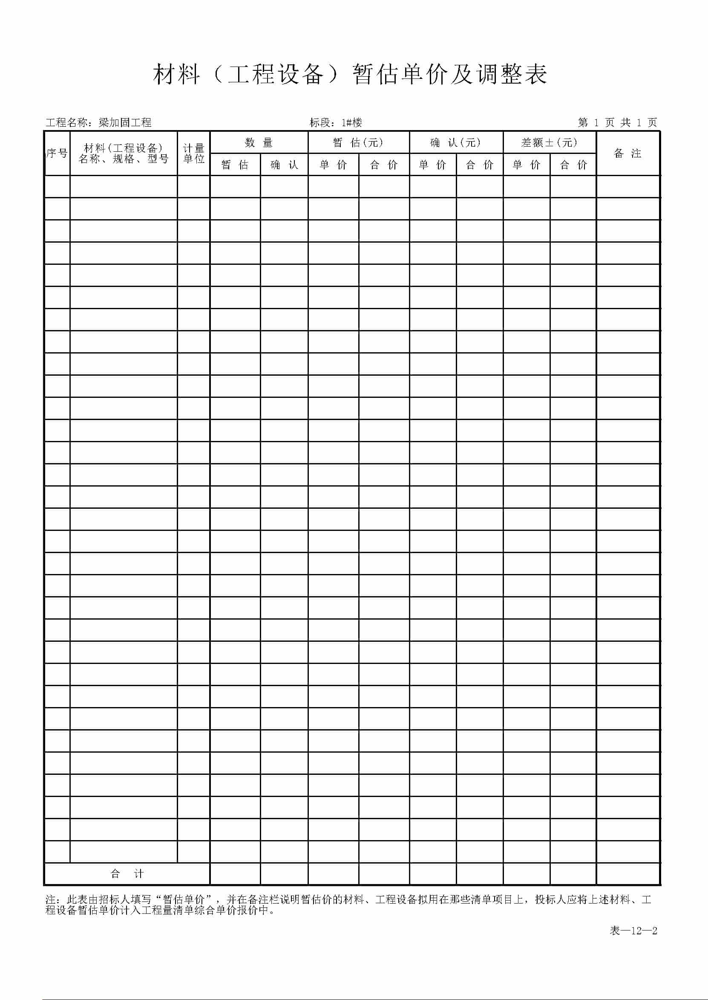 材料（工程设备）暂估单价及调整表
工程名称：梁加固工程 标段：1#楼 第 1 页 共 1 页
序号 材料(工程设备) 名称、规格、型号 计量单位 数 量 暂 估(元) 确 认(元) 差额±(元) 备 注
暂 估 确 认 单 价 合 价 单 价 合 价 单 价 合 价
合 计
注：此表由招标人填写“暂估单价”，并在备注栏说明暂估价的材料、工程设备拟用在那些清单项目上，投标人应将上述材料、工
程设备暂估单价计入工程量清单综合单价报价中。
表—12—2